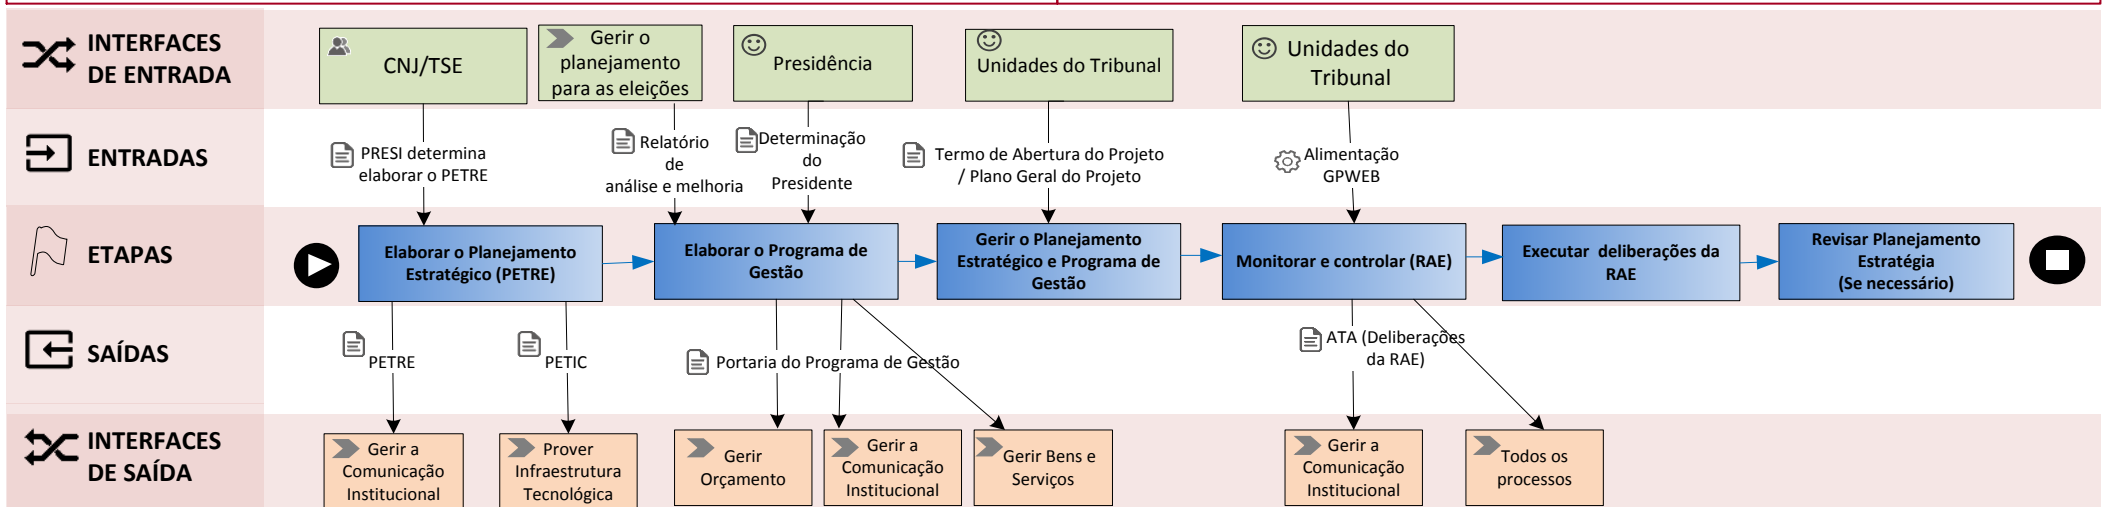 INTERFACES
DE ENTRADA
CNJ/TSE
Gerir o
planejamento
para as eleições
Presidência
Unidades do Tribunal
Unidades do
Tribunal
ENTRADAS
PRESI determina
elaborar o PETRE
Relatório
de
análise e melhoria
Determinação
do
Presidente
Termo de Abertura do Projeto
/ Plano Geral do Projeto
Alimentação
GPWEB
ETAPAS
Elaborar o Planejamento
Estratégico (PETRE)
Elaborar o Programa de
Gestão
Gerir o Planejamento
Estratégico e Programa de
Gestão
Monitorar e controlar (RAE)
Executar deliberações da
RAE
Revisar Planejamento
Estratégia
(Se necessário)
SAÍDAS
PETRE
PETIC
Portaria do Programa de Gestão
ATA (Deliberações
da RAE)
INTERFACES
DE SAÍDA
Gerir a
Comunicação
Institucional
Prover
Infraestrutura
Tecnológica
Gerir
Orçamento
Gerir a
Comunicação
Institucional
Gerir Bens e
Serviços
Gerir a
Comunicação
Institucional
Todos os
processos